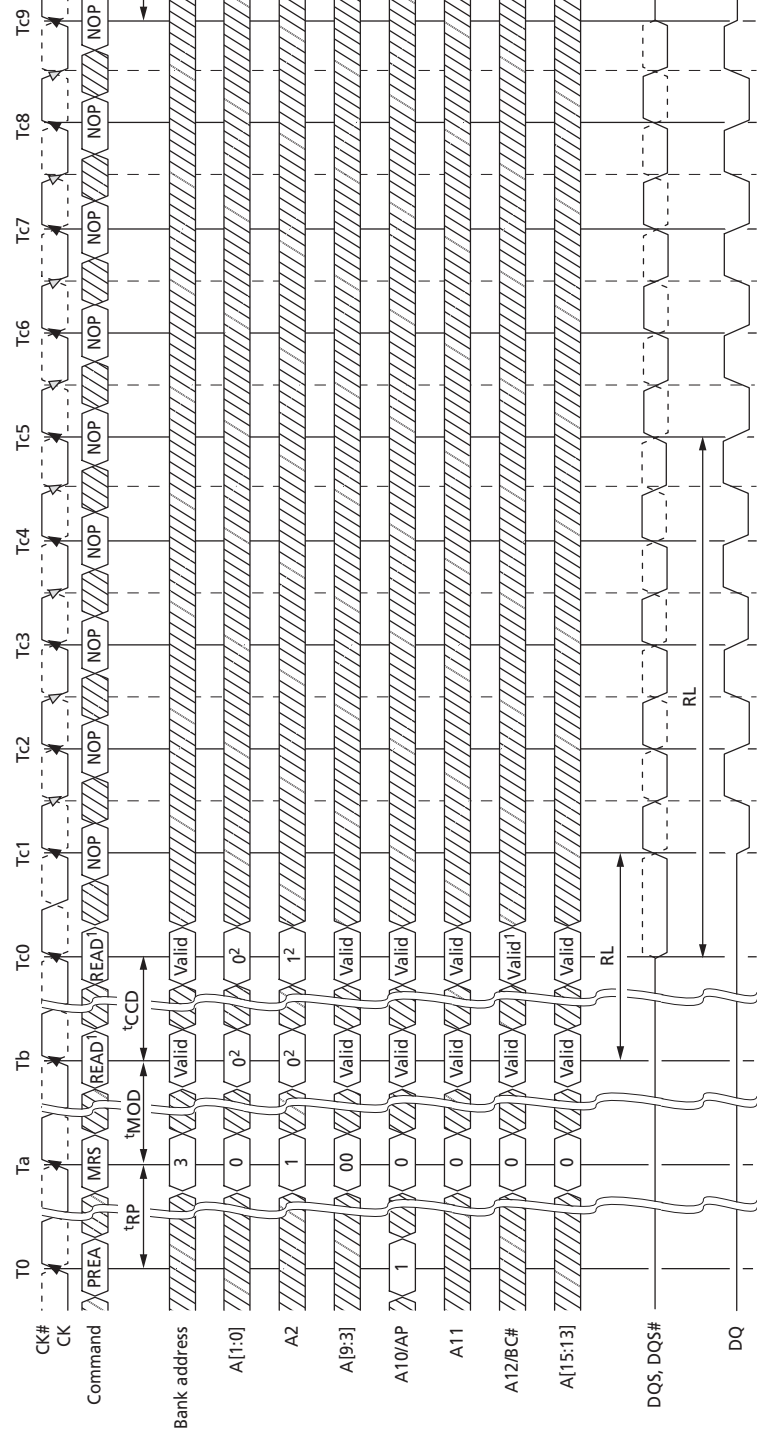 T0 Ta Tb Tc0 Tc1 Tc2 Tc3 Tc4 Tc5 Tc6 Tc7 Tc8 Tc9
CK#
CK
Command PREA MRS READ1 READ1 NOP NOP NOP NOP NOP NOP NOP NOP NOP
tRP tMOD tCCD
Bank address 3 Valid Valid
A[1:0] 0 0² 0²
A2 1 0² 1²
A[9:3] 00 Valid Valid
A10/AP 1 0 Valid Valid
A11 0 Valid Valid
A12/BC# 0 Valid Valid1
A[15:13] 0 Valid Valid
RL
DQS, DQS#
RL
DQ